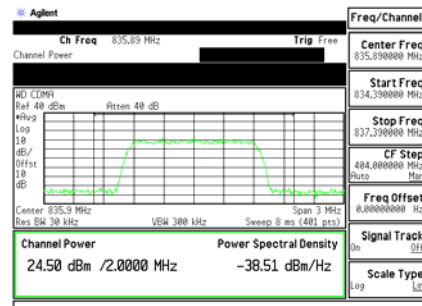 Agilent
Freq/Channel
Ch Freq 835.89 MHz Trig Free
Channel Power
Center Freq
835.890000 MHz
Start Freq
834.390000 MHz
WD CDMA
Ref 40 dBm Atten 40 dB
#Avg
Log
10
dB/
Offst
10
dB
Stop Freq
837.390000 MHz
CF Step
404.000000 MHz
Auto Man
Freq Offset
0.00000000 Hz
Center 835.9 MHz Span 3 MHz
Res BW 30 kHz VBW 300 kHz Sweep 8 ms (401 pts)
Signal Track
On Off
Channel Power Power Spectral Density
24.50 dBm /2.0000 MHz -38.51 dBm/Hz
Scale Type
Log Lin